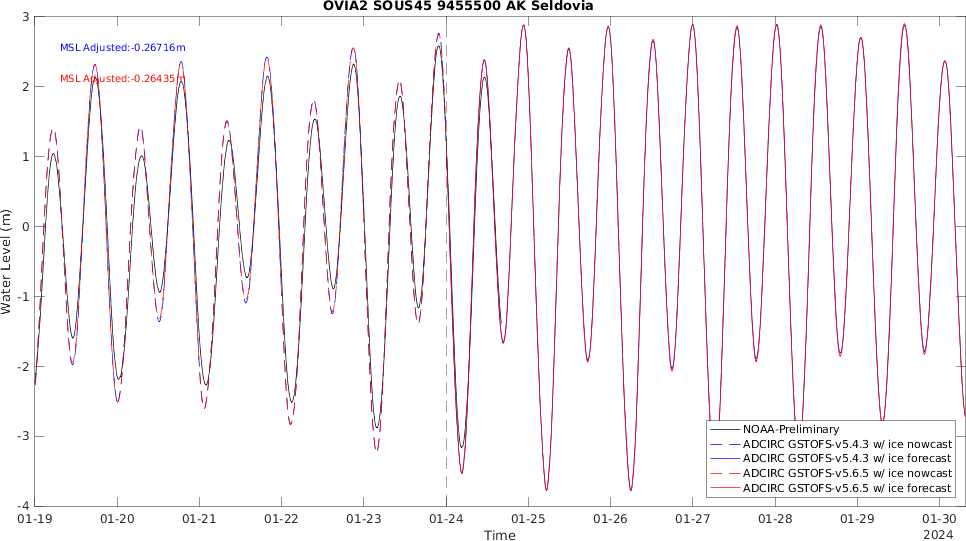 OVIA2 SOUS45 9455500 AK Seldovia
MSL Adjusted:-0.26716m
MSL Adjusted:-0.26435m
3
2
1
0
-1
-2
-3
-4
Water Level (m)
01-19
01-20
01-21
01-22
01-23
01-24
01-25
01-26
01-27
01-28
01-29
01-30
Time
2024
NOAA-Preliminary
ADCIRC GSTOFS-v5.4.3 w/ ice nowcast
ADCIRC GSTOFS-v5.4.3 w/ ice forecast
ADCIRC GSTOFS-v5.6.5 w/ ice nowcast
ADCIRC GSTOFS-v5.6.5 w/ ice forecast